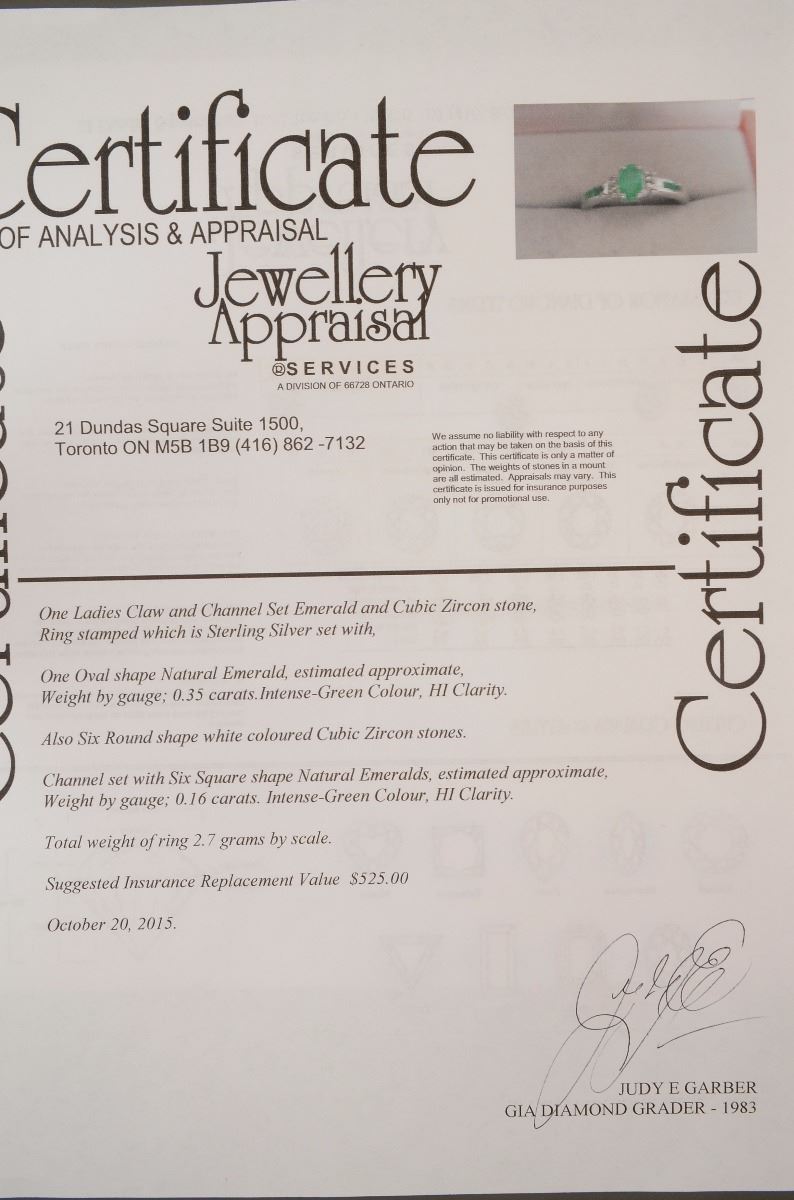 Certificate
OF ANALYSIS & APPRAISAL
Jewellery
Appraisal
®SERVICES
A DIVISION OF 66728 ONTARIO
21 Dundas Square Suite 1500,
Toronto ON M5B 1B9 (416) 862 -7132
We assume no liability with respect to any
action that may be taken on the basis of this
certificate. This certificate is only a matter of
opinion. The weights of stones in a mount
are all estimated. Appraisals may vary. This
certificate is issued for insurance purposes
only not for promotional use.
Certificate
One Ladies Claw and Channel Set Emerald and Cubic Zircon stone,
Ring stamped which is Sterling Silver set with,
One Oval shape Natural Emerald, estimated approximate,
Weight by gauge; 0.35 carats.Intense-Green Colour, HI Clarity.
Also Six Round shape white coloured Cubic Zircon stones.
Channel set with Six Square shape Natural Emeralds, estimated approximate,
Weight by gauge; 0.16 carats. Intense-Green Colour, HI Clarity.
Total weight of ring 2.7 grams by scale.
Suggested Insurance Replacement Value $525.00
October 20, 2015.
JUDY E GARBER
GIA DIAMOND GRADER - 1983